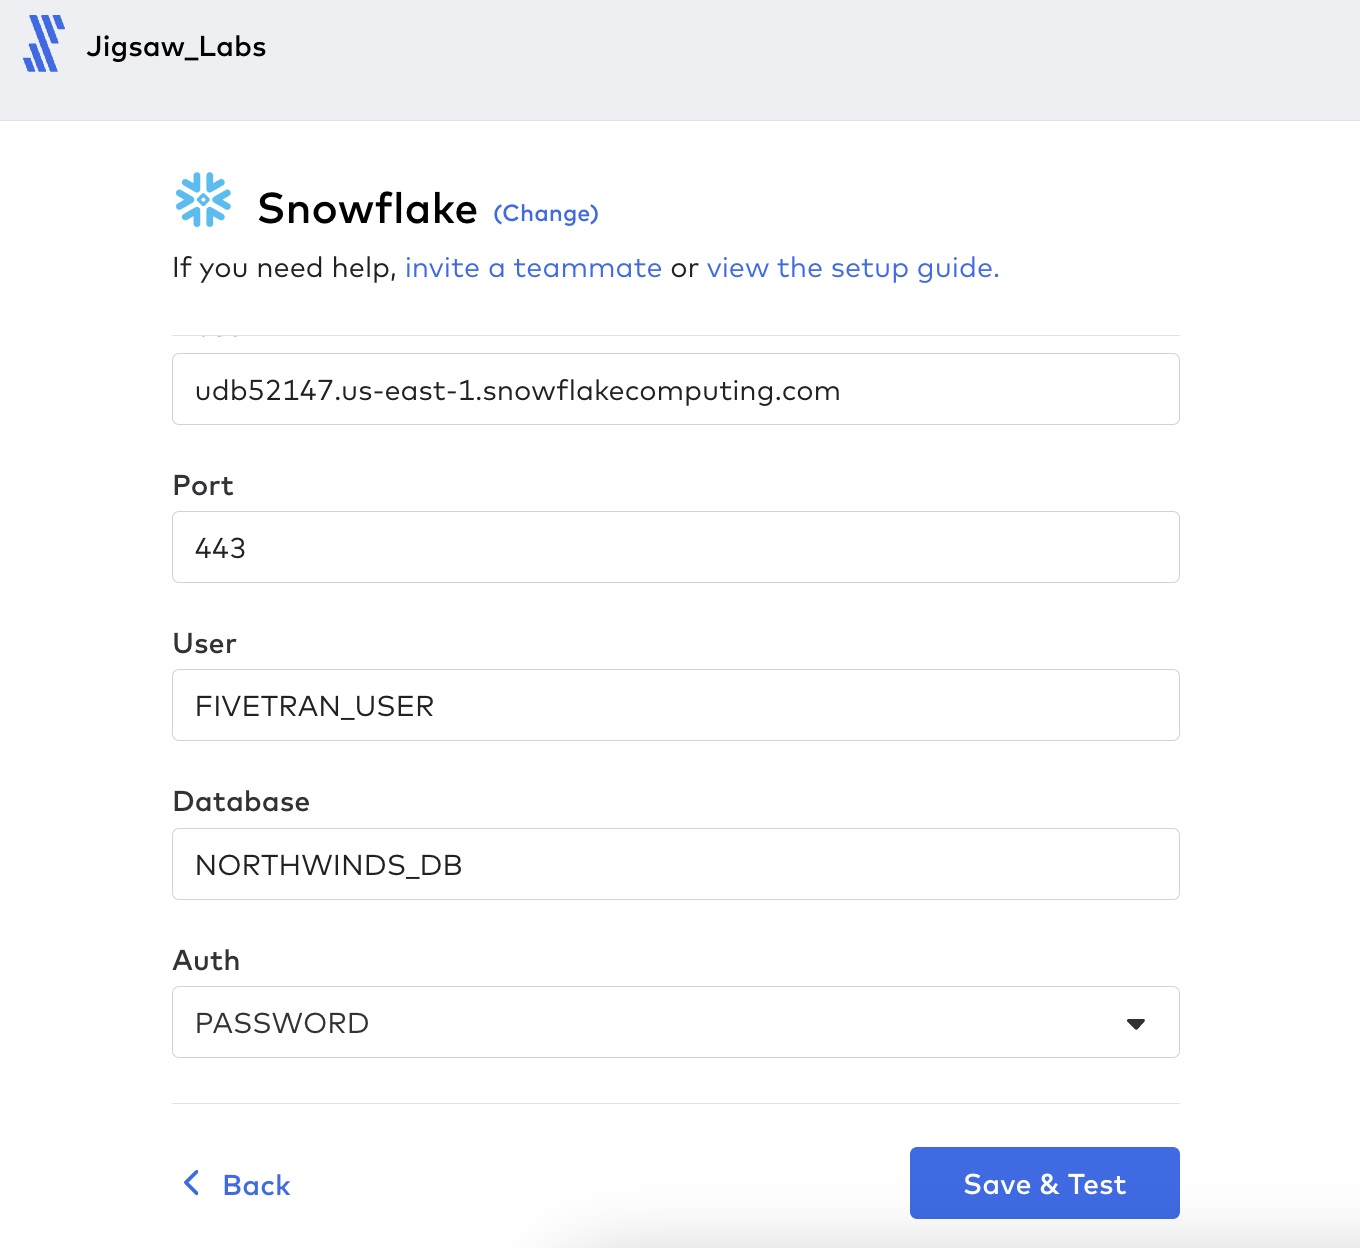 Jigsaw_Labs
Snowflake (Change)
If you need help, invite a teammate or view the setup guide.
udb52147.us-east-1.snowflakecomputing.com
Port
443
User
FIVETRAN_USER
Database
NORTHWINDS_DB
Auth
PASSWORD
Back
Save & Test